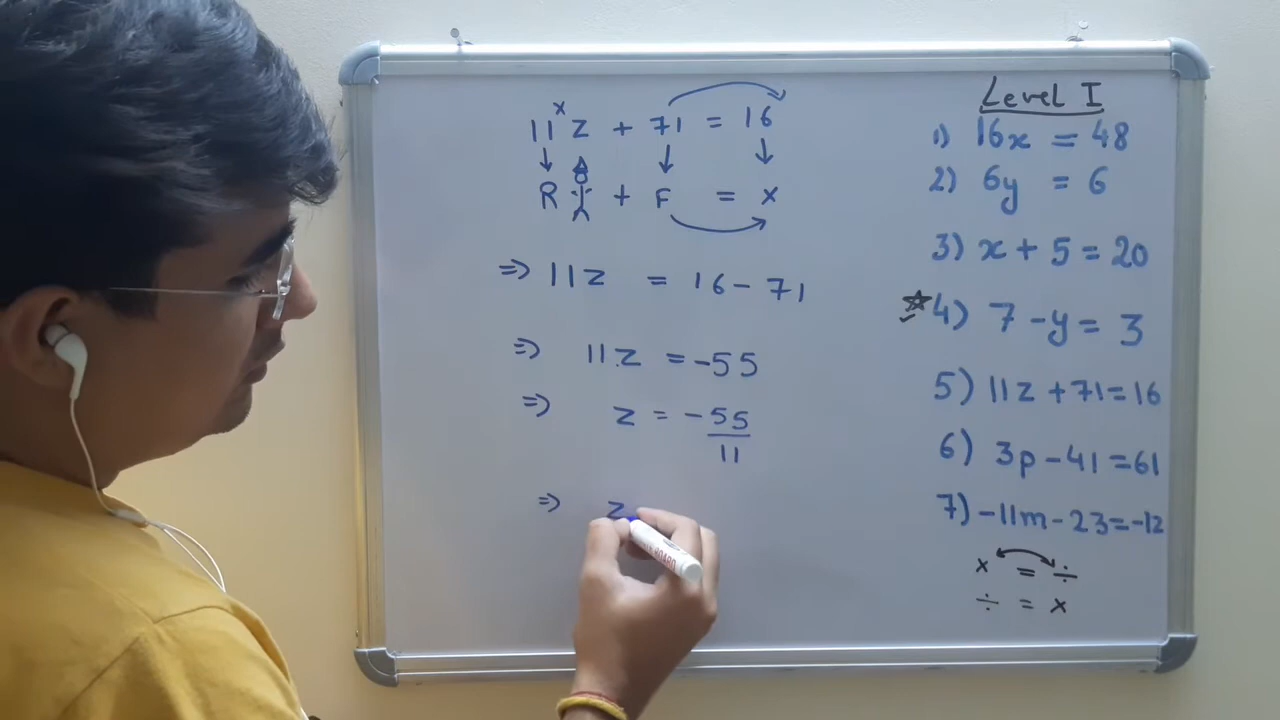 11 × z + 71 = 16
↓ ↓ ↓
R + F = x
⇒ 11z = 16 - 71
⇒ 11z = -55
⇒ z = -55/11
⇒ z
Level I
1) 16x = 48
2) 6y = 6
3) x + 5 = 20
☆4) 7 - y = 3
5) 11z + 71 = 16
6) 3p - 41 = 61
7) -11m - 23 = -12
× = ÷
÷ = ×